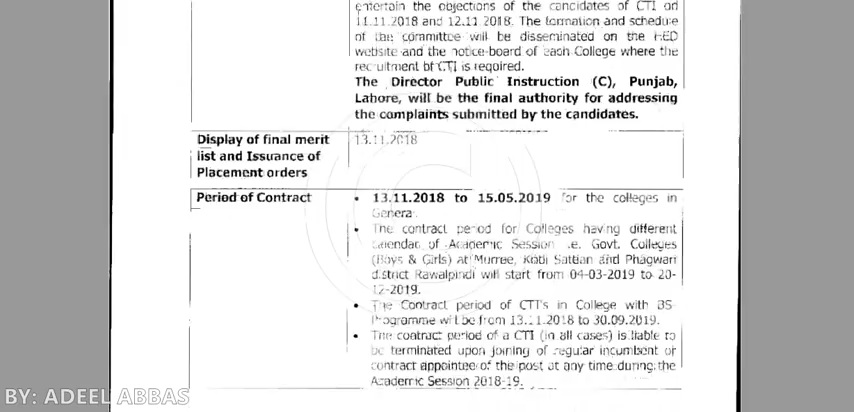 entertain the objections of the candidates of CTI on
11.11.2018 and 12.11.2018. The formation and schedule
of the committee will be disseminated on the HED
website and the notice board of each College where the
recruitment of CTI is required.
The Director Public Instruction (C), Punjab,
Lahore, will be the final authority for addressing
the complaints submitted by the candidates.
Display of final merit 13.11.2018
list and Issuance of
Placement orders
Period of Contract • 13.11.2018 to 15.05.2019 for the colleges in
General.
• The contract period for Colleges having different
Calendar of Academic Session i.e. Govt. Colleges
(Boys & Girls) at Murree, Kotli Sattian and Phagwari
district Rawalpindi will start from 04-03-2019 to 20-
12-2019.
• The Contract period of CTI's in College with BS
Programme will be from 13.11.2018 to 30.09.2019.
• The contract period of a CTI (in all cases) is liable to
be terminated upon joining of regular incumbent or
contract appointee of the post at any time during the
Academic Session 2018-19.
BY: ADEEL ABBAS